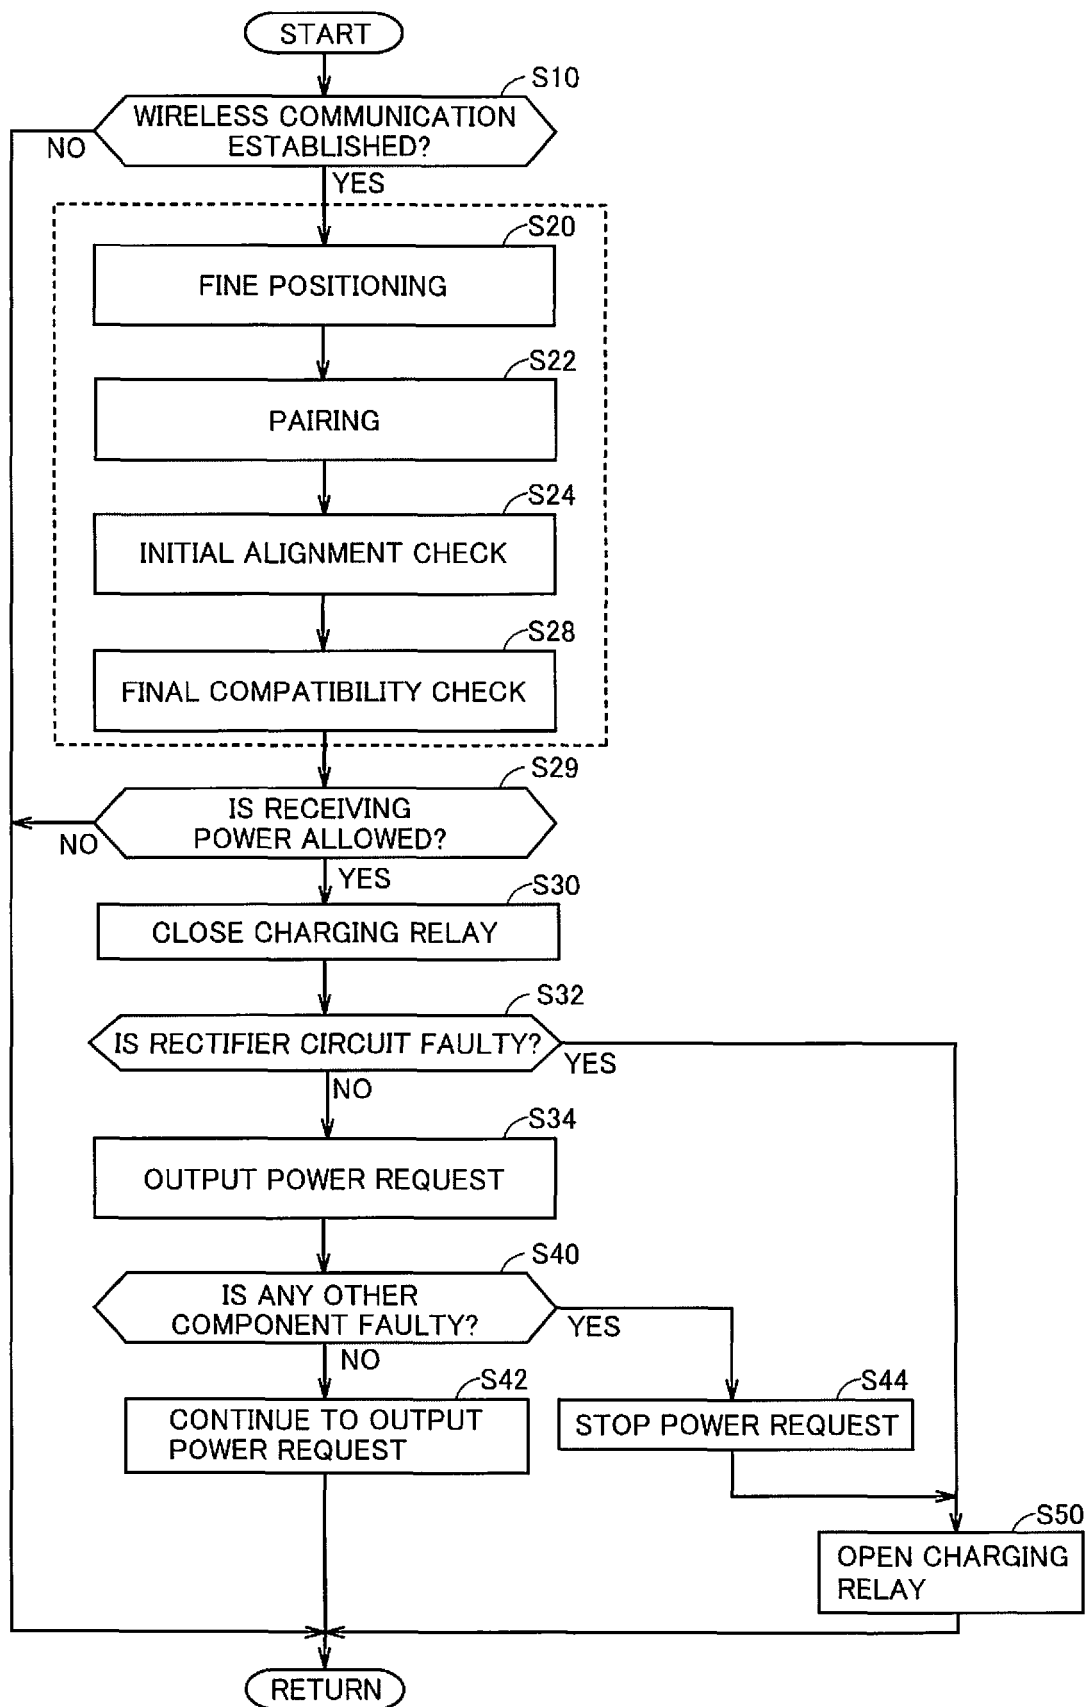 START
S10
WIRELESS COMMUNICATION
ESTABLISHED?
NO
YES
S20
FINE POSITIONING
S22
PAIRING
S24
INITIAL ALIGNMENT CHECK
S28
FINAL COMPATIBILITY CHECK
S29
IS RECEIVING
POWER ALLOWED?
NO
YES
S30
CLOSE CHARGING RELAY
S32
IS RECTIFIER CIRCUIT FAULTY?
YES
NO
S34
OUTPUT POWER REQUEST
S40
IS ANY OTHER
COMPONENT FAULTY?
YES
NO
S42
CONTINUE TO OUTPUT
POWER REQUEST
S44
STOP POWER REQUEST
S50
OPEN CHARGING
RELAY
RETURN